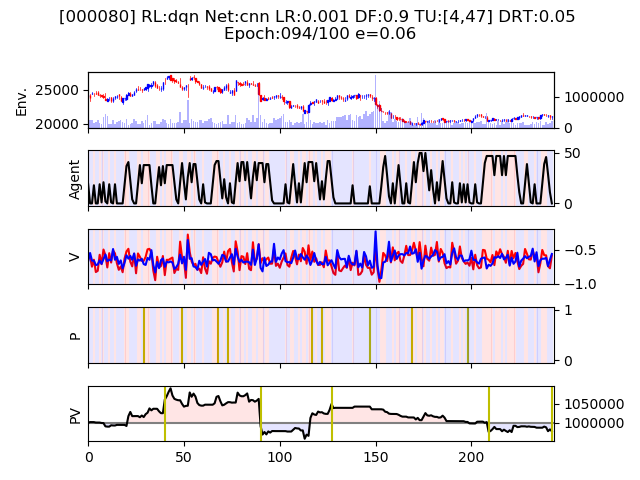 [000080] RL:dqn Net:cnn LR:0.001 DF:0.9 TU:[4,47] DRT:0.05
Epoch:094/100 e=0.06
Env.
25000
20000
1000000
0
Agent
50
0
V
−0.5
−1.0
P
1
0
PV
1050000
1000000
0 50 100 150 200